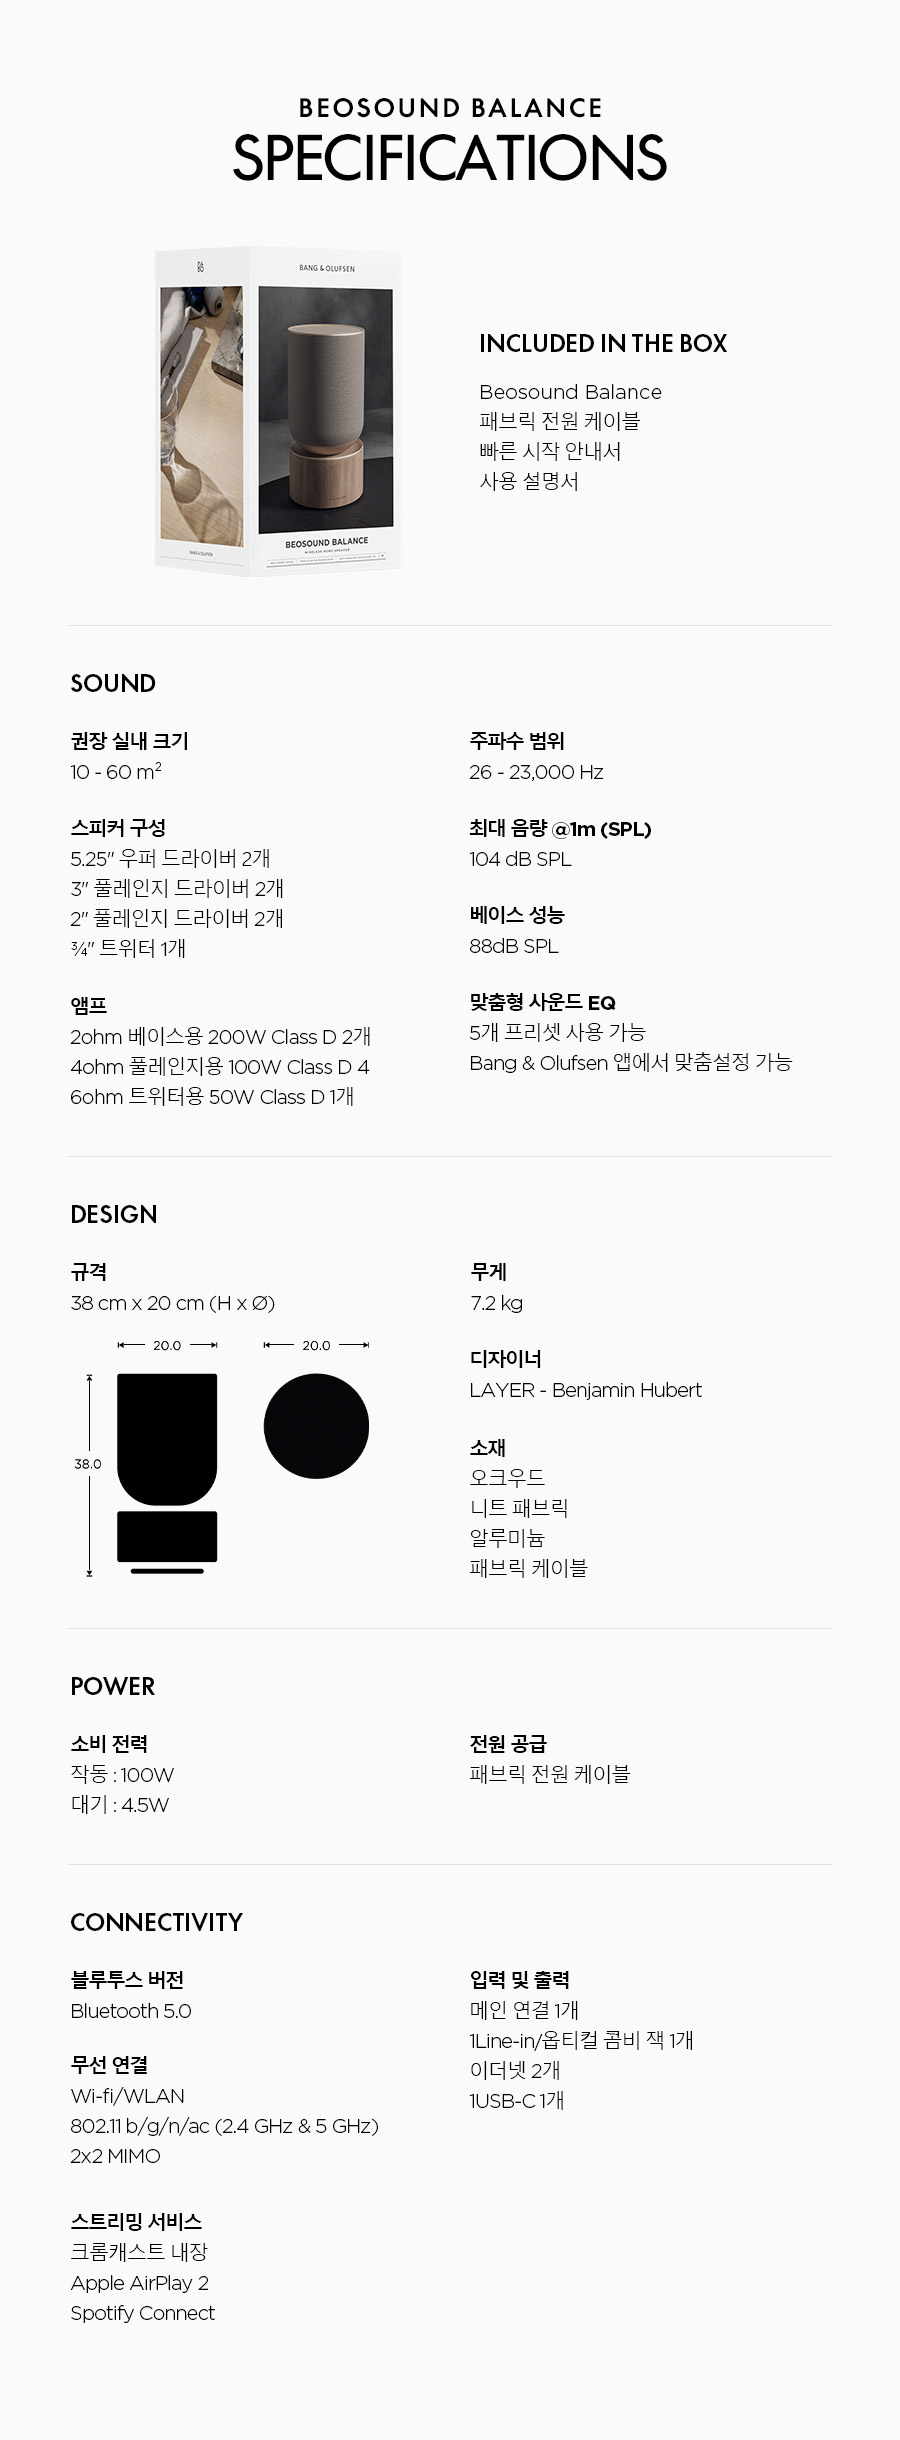 BEOSOUND BALANCE
SPECIFICATIONS
BANG & OLUFSEN
BEOSOUND BALANCE
WIRELESS HOME SPEAKER
BANG & OLUFSEN
INCLUDED IN THE BOX
Beosound Balance
패브릭 전원 케이블
빠른 시작 안내서
사용 설명서
SOUND
권장 실내 크기
10 - 60 m²
스피커 구성
5.25" 우퍼 드라이버 2개
3" 풀레인지 드라이버 2개
2" 풀레인지 드라이버 2개
¾" 트위터 1개
앰프
2ohm 베이스용 200W Class D 2개
4ohm 풀레인지용 100W Class D 4
6ohm 트위터용 50W Class D 1개
주파수 범위
26 - 23,000 Hz
최대 음량 @1m (SPL)
104 dB SPL
베이스 성능
88dB SPL
맞춤형 사운드 EQ
5개 프리셋 사용 가능
Bang & Olufsen 앱에서 맞춤설정 가능
DESIGN
규격
38 cm x 20 cm (H x Ø)
20.0
20.0
38.0
무게
7.2 kg
디자이너
LAYER - Benjamin Hubert
소재
오크우드
니트 패브릭
알루미늄
패브릭 케이블
POWER
소비 전력
작동 : 100W
대기 : 4.5W
전원 공급
패브릭 전원 케이블
CONNECTIVITY
블루투스 버전
Bluetooth 5.0
무선 연결
Wi-fi/WLAN
802.11 b/g/n/ac (2.4 GHz & 5 GHz)
2x2 MIMO
스트리밍 서비스
크롬캐스트 내장
Apple AirPlay 2
Spotify Connect
입력 및 출력
메인 연결 1개
1Line-in/옵티컬 콤비 잭 1개
이더넷 2개
1USB-C 1개